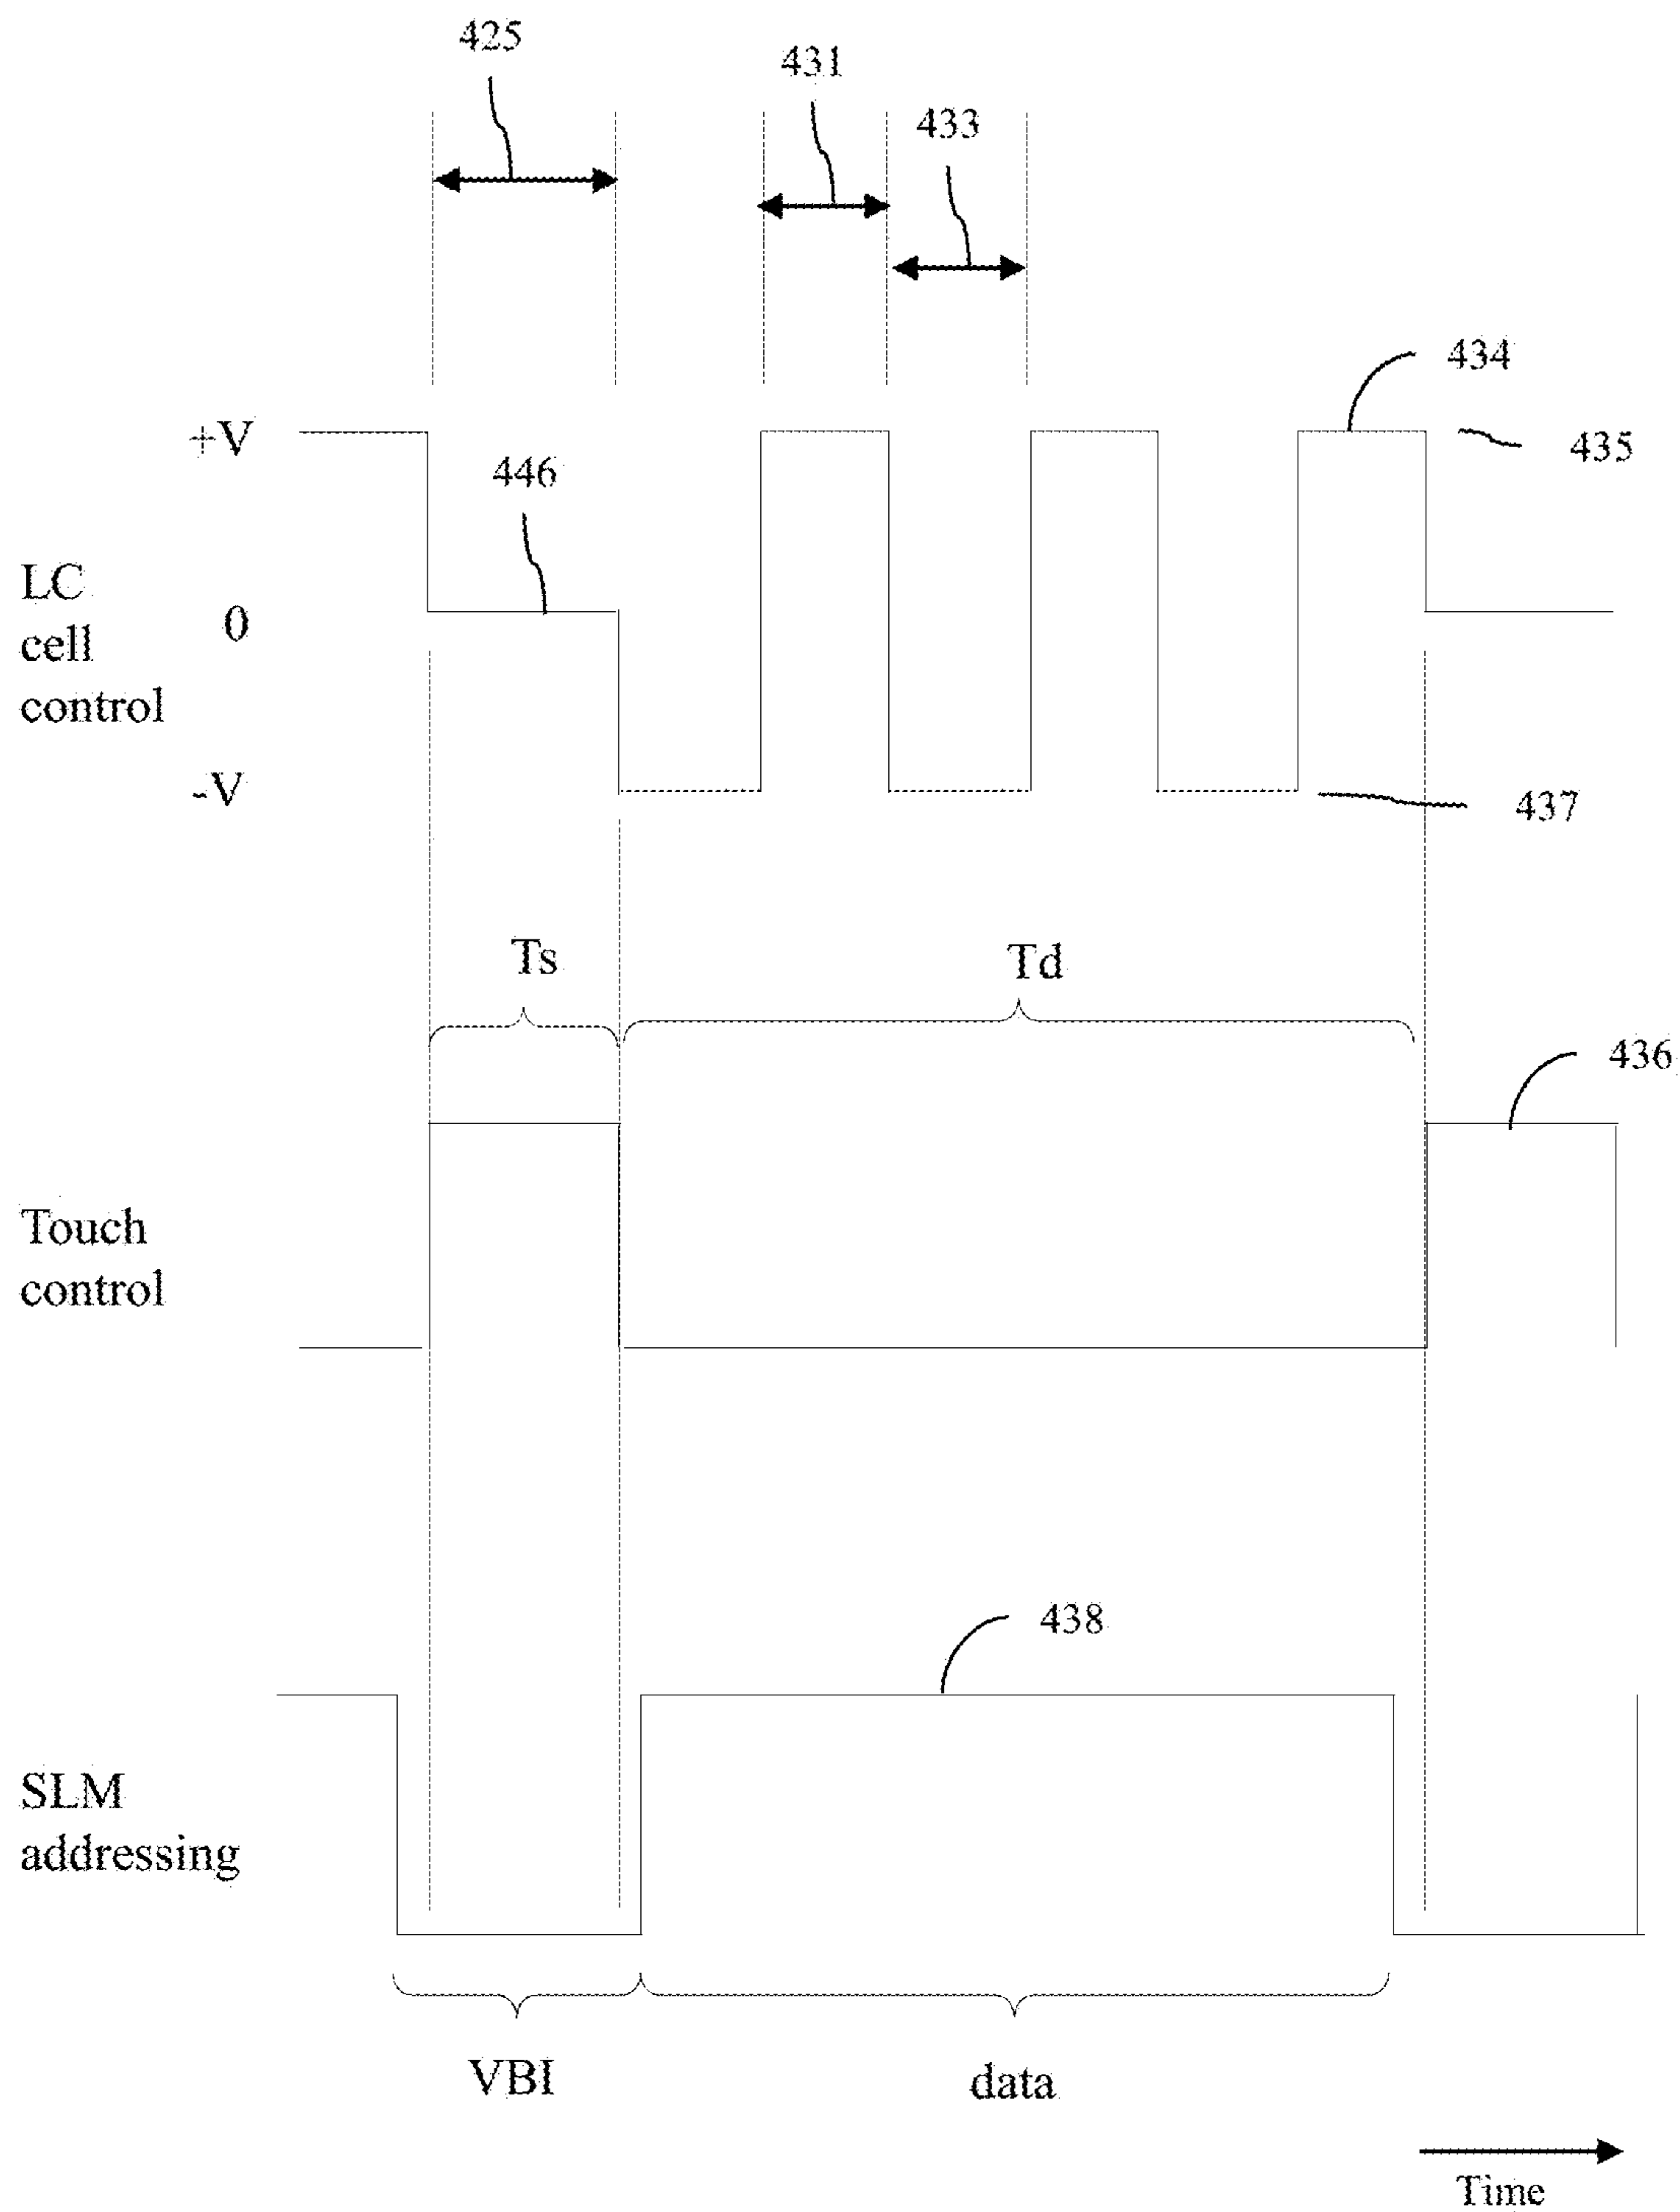 425
431
433
434
+V
435
446
LC
cell
control
0
-V
437
Ts
Td
436
Touch
control
438
SLM
addressing
VBI
data
Time